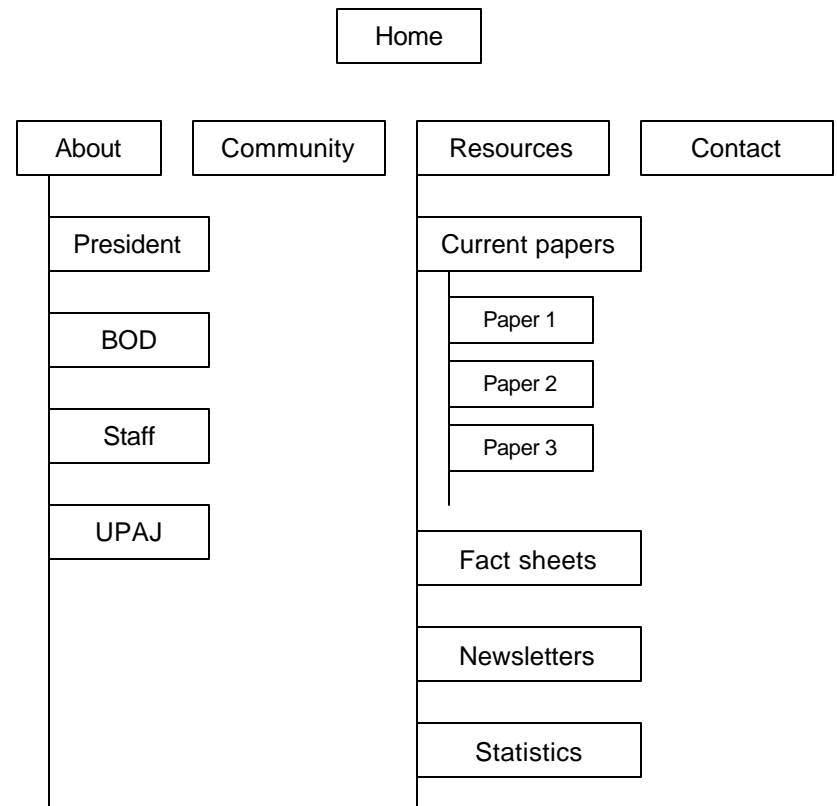 Home
About
Community
Resources
Contact
President
BOD
Staff
UPAJ
Current papers
Paper 1
Paper 2
Paper 3
Fact sheets
Newsletters
Statistics